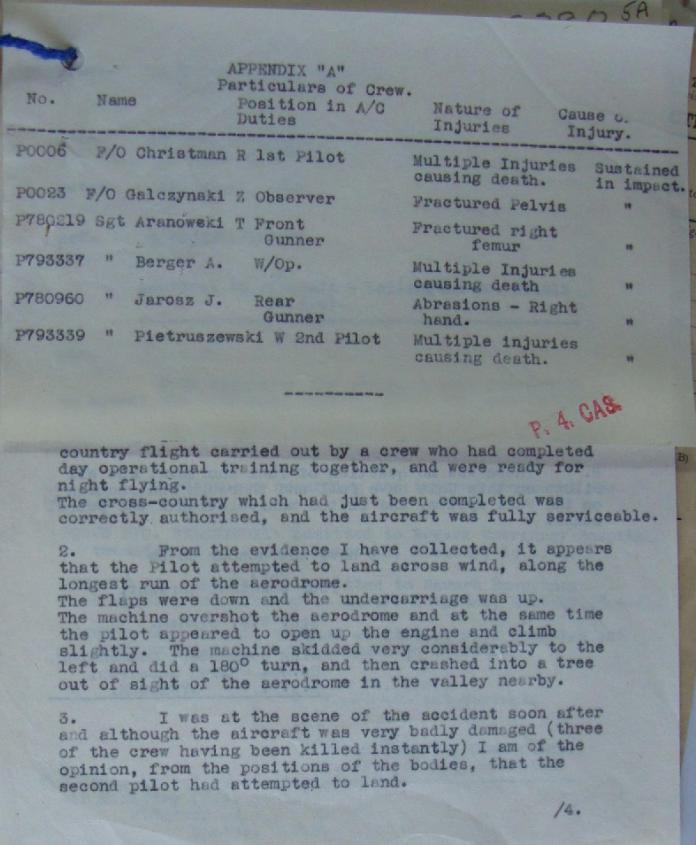 5A
APPENDIX "A"
Particulars of Crew.
No. Name Position in A/C Nature of Cause o.
Duties Injuries Injury.
P0006 F/O Christman R 1st Pilot Multiple Injuries Sustained
causing death. in impact.
P0023 F/O Galczynski Z Observer Fractured Pelvis "
P780219 Sgt Aranowski T Front Fractured right
Gunner femur "
P793337 " Berger A. W/Op. Multiple Injuries
causing death "
P780960 " Jarosz J. Rear Abrasions - Right
Gunner hand. "
P793339 " Pietruszewski W 2nd Pilot Multiple injuries
causing death. "
P. 4. CAS.
country flight carried out by a crew who had completed
day operational training together, and were ready for
night flying.
The cross-country which had just been completed was
correctly authorised, and the aircraft was fully serviceable.
2. From the evidence I have collected, it appears
that the Pilot attempted to land across wind, along the
longest run of the aerodrome.
The flaps were down and the undercarriage was up.
The machine overshot the aerodrome and at the same time
the pilot appeared to open up the engine and climb
slightly. The machine skidded very considerably to the
left and did a 180° turn, and then crashed into a tree
out of sight of the aerodrome in the valley nearby.
3. I was at the scene of the accident soon after
and although the aircraft was very badly damaged (three
of the crew having been killed instantly) I am of the
opinion, from the positions of the bodies, that the
second pilot had attempted to land.
/4.
B)